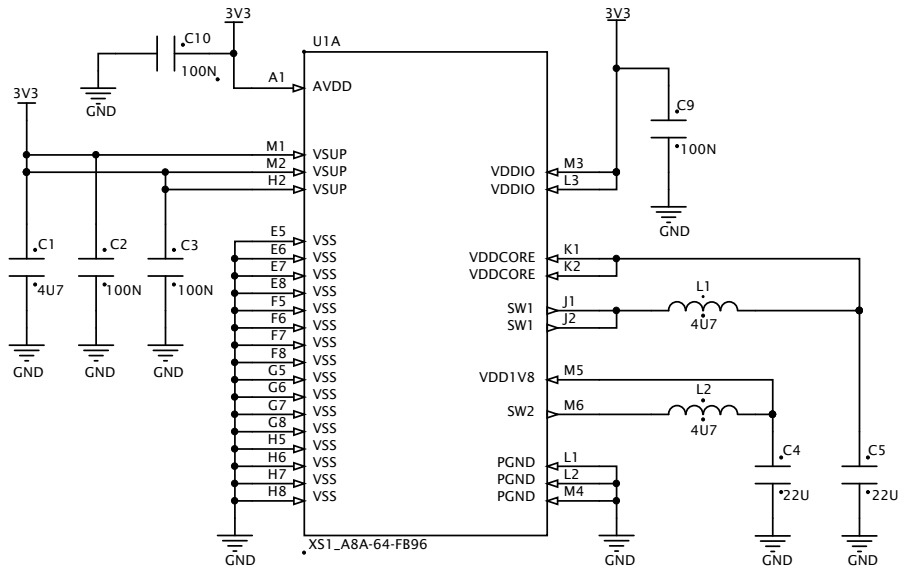 3V3
C10
100N
GND
A1
AVDD
U1A
3V3
C9
100N
GND
3V3
M1
VSUP
M2
VSUP
H2
VSUP
M3
VDDIO
L3
VDDIO
C1
4U7
GND
C2
100N
GND
C3
100N
GND
E5
VSS
E6
VSS
E7
VSS
E8
VSS
F5
VSS
F6
VSS
F7
VSS
F8
VSS
G5
VSS
G6
VSS
G7
VSS
G8
VSS
H5
VSS
H6
VSS
H7
VSS
H8
VSS
GND
VDDCORE
K1
VDDCORE
K2
SW1
J1
SW1
J2
L1
4U7
VDD1V8
M5
SW2
M6
L2
4U7
PGND
L1
PGND
L2
PGND
M4
GND
C4
22U
GND
C5
22U
GND
XS1_A8A-64-FB96